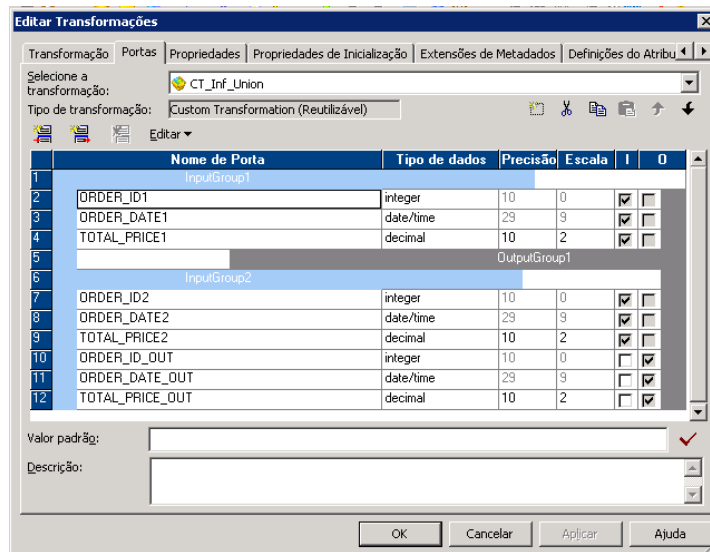 Editar Transformações
Transformação Portas Propriedades Propriedades de Inicialização Extensões de Metadados Definições do Atribu
Selecione a
transformação: CT_Inf_Union
Tipo de transformação: Custom Transformation (Reutilizável)
Editar
Nome de Porta Tipo de dados Precisão Escala I O
1 InputGroup1
2 ORDER_ID1 integer 10 0
3 ORDER_DATE1 date/time 29 9
4 TOTAL_PRICE1 decimal 10 2
5 OutputGroup1
6 InputGroup2
7 ORDER_ID2 integer 10 0
8 ORDER_DATE2 date/time 29 9
9 TOTAL_PRICE2 decimal 10 2
10 ORDER_ID_OUT integer 10 0
11 ORDER_DATE_OUT date/time 29 9
12 TOTAL_PRICE_OUT decimal 10 2
Valor padrão:
Descrição:
OK Cancelar Aplicar Ajuda